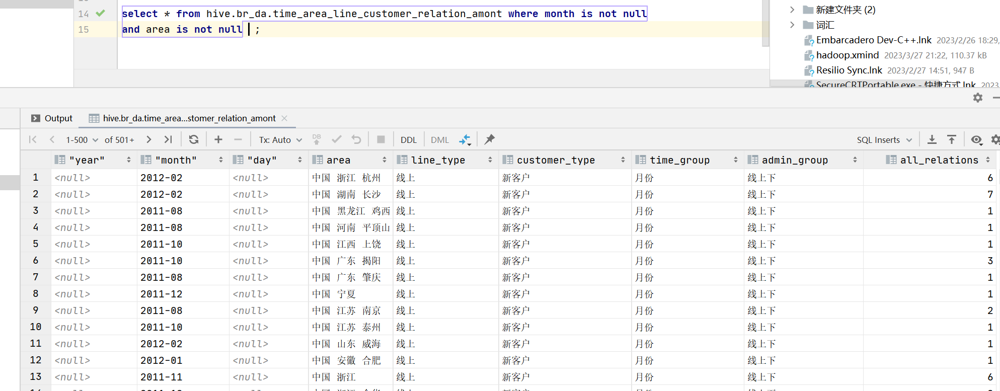 14 select * from hive.br_da.time_area_line_customer_relation_amont where month is not null
15 and area is not null ;
新建文件夹 (2)
词汇
Embarcadero Dev-C++.lnk 2023/2/26 18:29,
hadoop.xmind 2023/3/27 21:22, 110.37 kB
Resilio Sync.lnk 2023/2/27 14:51, 947 B
SecureCRTPortable.exe - 快捷方式.lnk 2023
Output hive.br_da.time_area...stomer_relation_amont
1-500 of 501+ Tx: Auto DB DDL DML SQL Inserts
"year" "month" "day" area line_type customer_type time_group admin_group all_relations
1 <null> 2012-02 <null> 中国 浙江 杭州 线上 新客户 月份 线上下 6
2 <null> 2012-02 <null> 中国 湖南 长沙 线上 新客户 月份 线上下 7
3 <null> 2011-08 <null> 中国 黑龙江 鸡西 线上 新客户 月份 线上下 1
4 <null> 2011-08 <null> 中国 河南 平顶山 线上 新客户 月份 线上下 1
5 <null> 2011-10 <null> 中国 江西 上饶 线上 新客户 月份 线上下 1
6 <null> 2011-10 <null> 中国 广东 揭阳 线上 新客户 月份 线上下 3
7 <null> 2011-08 <null> 中国 广东 肇庆 线上 新客户 月份 线上下 1
8 <null> 2011-12 <null> 中国 宁夏 线上 新客户 月份 线上下 1
9 <null> 2011-08 <null> 中国 江苏 南京 线上 新客户 月份 线上下 2
10 <null> 2011-10 <null> 中国 江苏 泰州 线上 新客户 月份 线上下 1
11 <null> 2012-02 <null> 中国 山东 威海 线上 新客户 月份 线上下 1
12 <null> 2012-01 <null> 中国 安徽 合肥 线上 新客户 月份 线上下 1
13 <null> 2011-11 <null> 中国 浙江 线上 新客户 月份 线上下 6